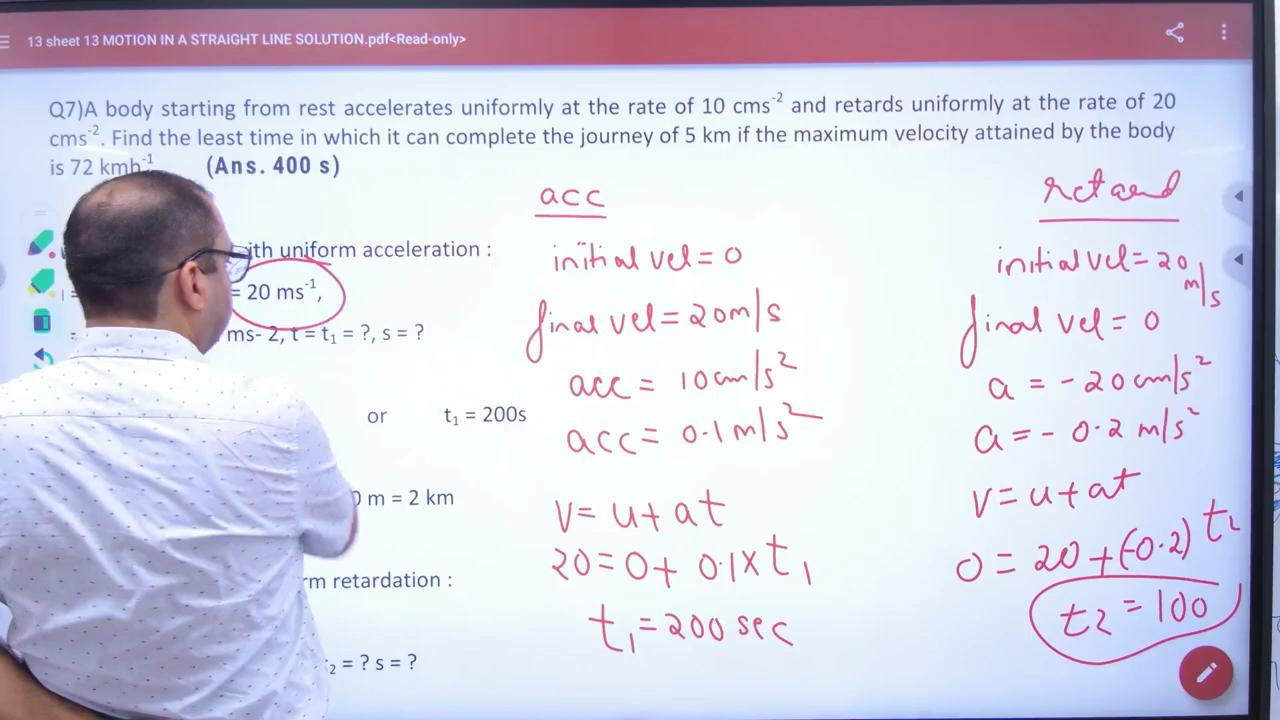 13 sheet 13 MOTION IN A STRAIGHT LINE SOLUTION.pdf<Read-only>
Q7)A body starting from rest accelerates uniformly at the rate of 10 cms⁻² and retards uniformly at the rate of 20
cms⁻². Find the least time in which it can complete the journey of 5 km if the maximum velocity attained by the body
is 72 kmh⁻¹ (Ans. 400 s)
ith uniform acceleration :
= 20 ms⁻¹,
ms- 2, t = t₁ = ?, s = ?
or t₁ = 200s
0 m = 2 km
rm retardation :
₂ = ? s = ?
acc
initial vel = 0
final vel = 20m/s
acc = 10cm/s²
acc = 0.1m/s²
v = u + at
20 = 0 + 0.1 x t₁
t₁ = 200 sec
retard
initial vel = 20 m/s
final vel = 0
a = - 20cm/s²
a = - 0.2 m/s²
v = u + at
0 = 20 + (-0.2) t₂
t₂ = 100